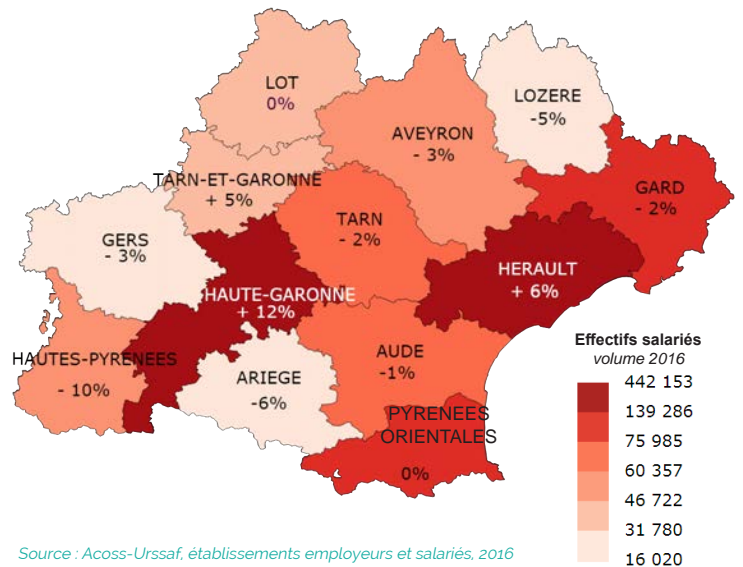 LOT
0%
LOZERE
-5%
AVEYRON
- 3%
TARN-ET-GARONNE
+ 5%
GARD
- 2%
TARN
- 2%
GERS
- 3%
HERAULT
+ 6%
HAUTE-GARONNE
+ 12%
HAUTES-PYRENEES
- 10%
ARIEGE
-6%
AUDE
-1%
PYRENEES
ORIENTALES
0%
Effectifs salariés
volume 2016
442 153
139 286
75 985
60 357
46 722
31 780
16 020
Source : Acoss-Urssaf, établissements employeurs et salariés, 2016